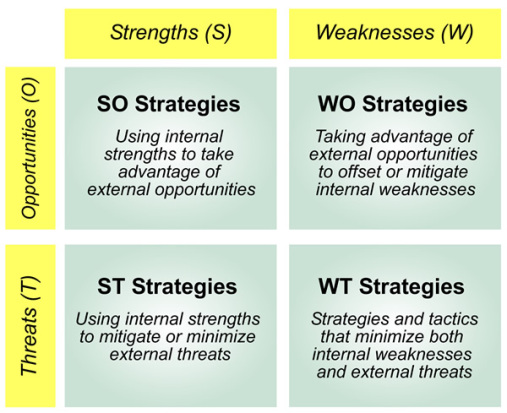 Strengths (S)
Weaknesses (W)
Opportunities (O)
SO Strategies
Using internal
strengths to take
advantage of
external opportunities
WO Strategies
Taking advantage of
external opportunities
to offset or mitigate
internal weaknesses
Threats (T)
ST Strategies
Using internal strengths
to mitigate or minimize
external threats
WT Strategies
Strategies and tactics
that minimize both
internal weaknesses
and external threats